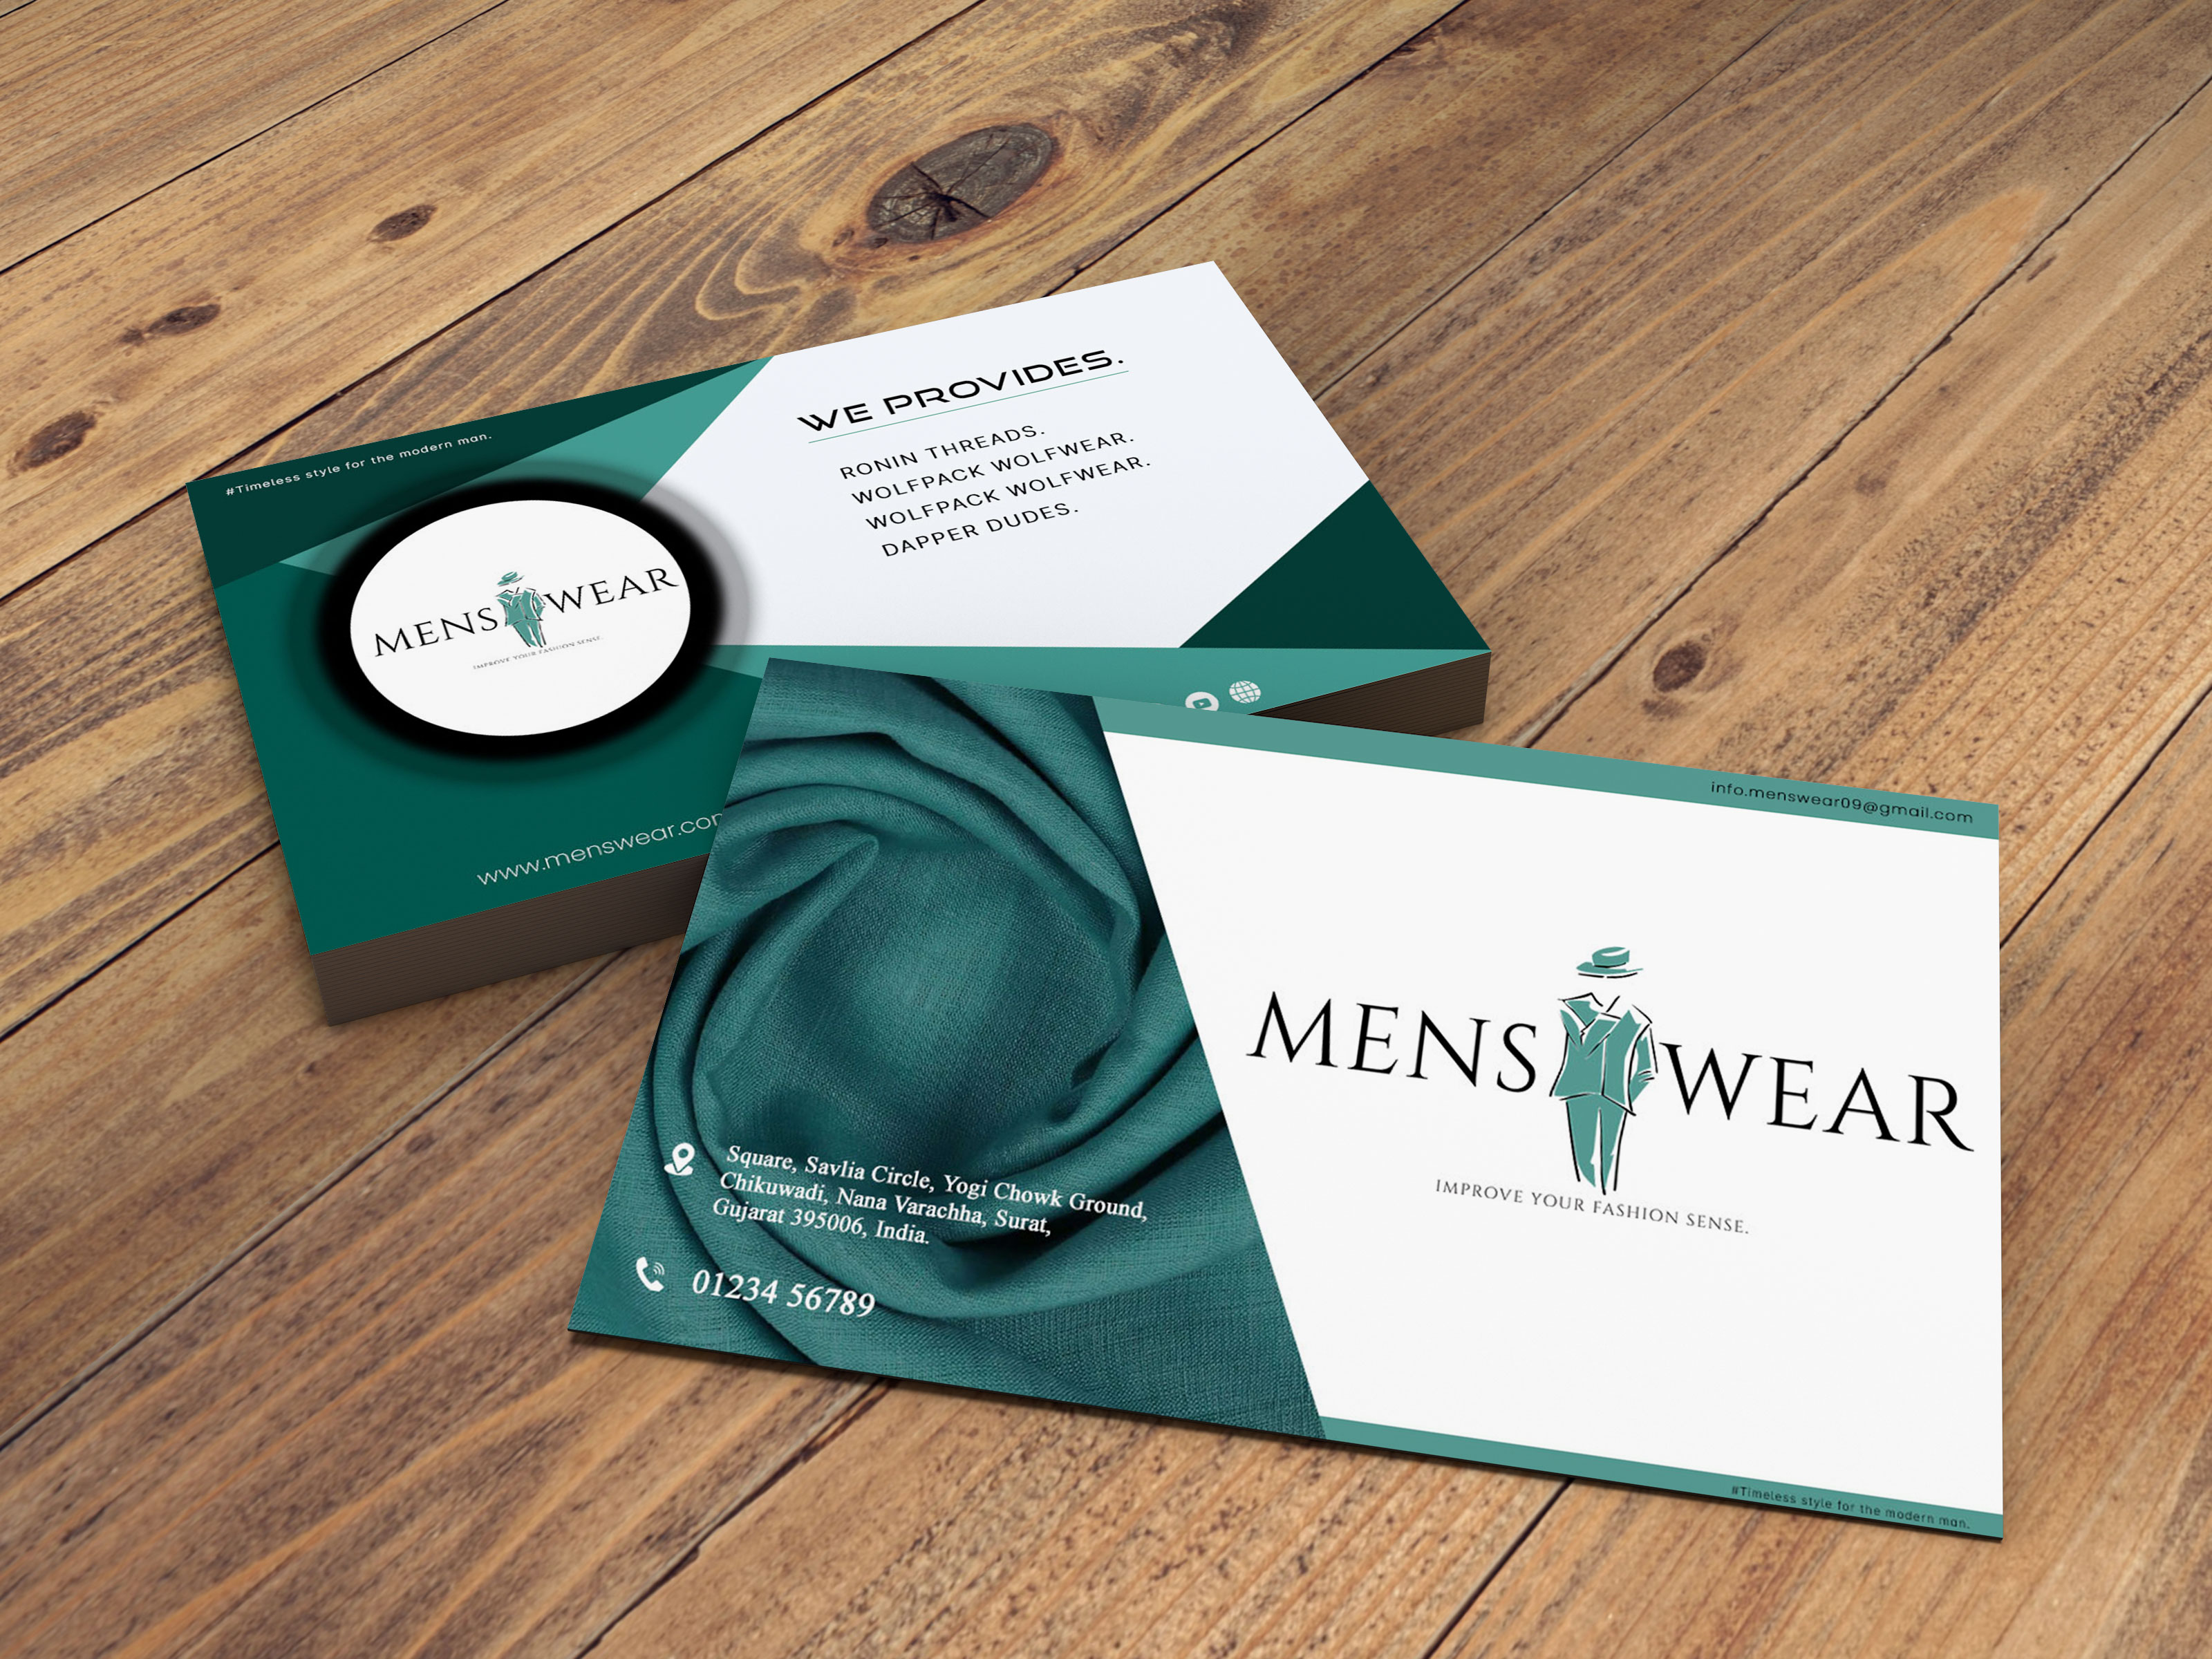 #Timeless style for the modern man.
MENS WEAR
IMPROVE YOUR FASHION SENSE.
www.menswear.com
WE PROVIDES.
RONIN THREADS.
WOLFPACK WOLFWEAR.
WOLFPACK WOLFWEAR.
DAPPER DUDES.
info.menswear09@gmail.com
MENS WEAR
IMPROVE YOUR FASHION SENSE.
Square, Savlia Circle, Yogi Chowk Ground,
Chikuwadi, Nana Varachha, Surat,
Gujarat 395006, India.
01234 56789
#Timeless style for the modern man.